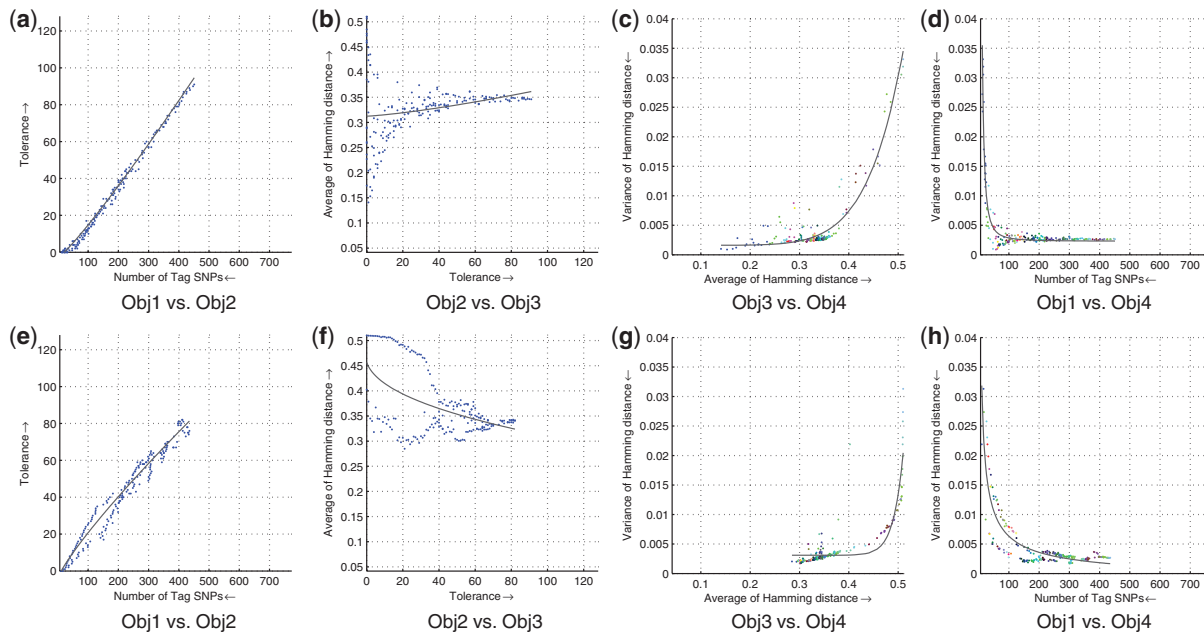 (a)
120
100
80
60
40
20
0
Tolerance →
100 200 300 400 500 600 700
Number of Tag SNPs←
Obj1 vs. Obj2
(b)
0.5
0.45
0.4
0.35
0.3
0.25
0.2
0.15
0.1
0.05
Average of Hamming distance →
0 20 40 60 80 100 120
Tolerance →
Obj2 vs. Obj3
(c)
0.04
0.035
0.03
0.025
0.02
0.015
0.01
0.005
0
Variance of Hamming distance ←
0.1 0.2 0.3 0.4 0.5
Average of Hamming distance →
Obj3 vs. Obj4
(d)
0.04
0.035
0.03
0.025
0.02
0.015
0.01
0.005
0
Variance of Hamming distance ←
100 200 300 400 500 600 700
Number of Tag SNPs←
Obj1 vs. Obj4
(e)
120
100
80
60
40
20
0
Tolerance→
100 200 300 400 500 600 700
Number of Tag SNPs←
Obj1 vs. Obj2
(f)
0.5
0.45
0.4
0.35
0.3
0.25
0.2
0.15
0.1
0.05
Average of Hamming distance →
0 20 40 60 80 100 120
Tolerance →
Obj2 vs. Obj3
(g)
0.04
0.035
0.03
0.025
0.02
0.015
0.01
0.005
0
Variance of Hamming distance ←
0.1 0.2 0.3 0.4 0.5
Average of Hamming distance →
Obj3 vs. Obj4
(h)
0.04
0.035
0.03
0.025
0.02
0.015
0.01
0.005
0
Variance of Hamming distance ←
100 200 300 400 500 600 700
Number of Tag SNPs←
Obj1 vs. Obj4